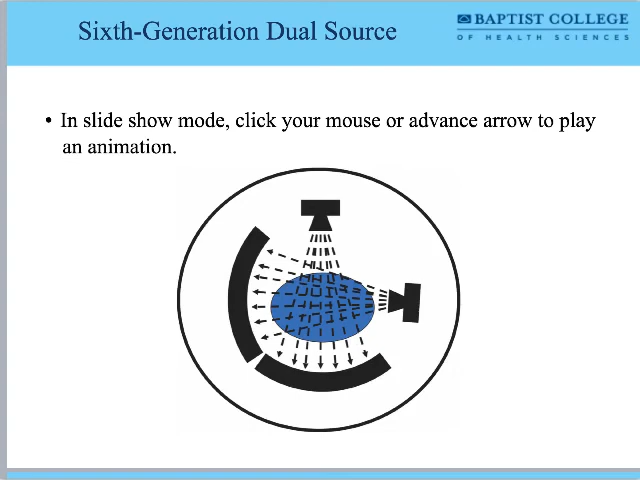 Sixth-Generation Dual Source
BAPTIST COLLEGE
OF HEALTH SCIENCES
• In slide show mode, click your mouse or advance arrow to play
an animation.